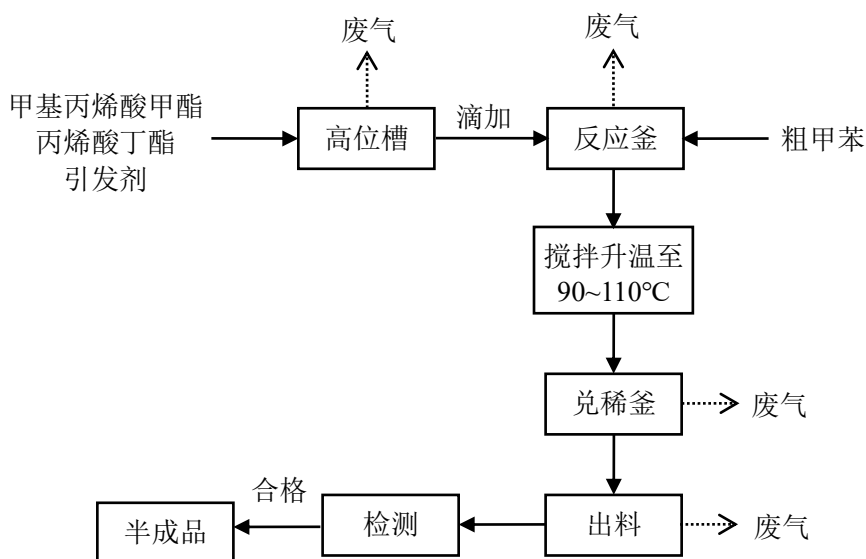 废气
废气
甲基丙烯酸甲酯
丙烯酸丁酯
引发剂
高位槽
滴加
反应釜
粗甲苯
搅拌升温至
90~110℃
兑稀釜
废气
合格
半成品
检测
出料
废气